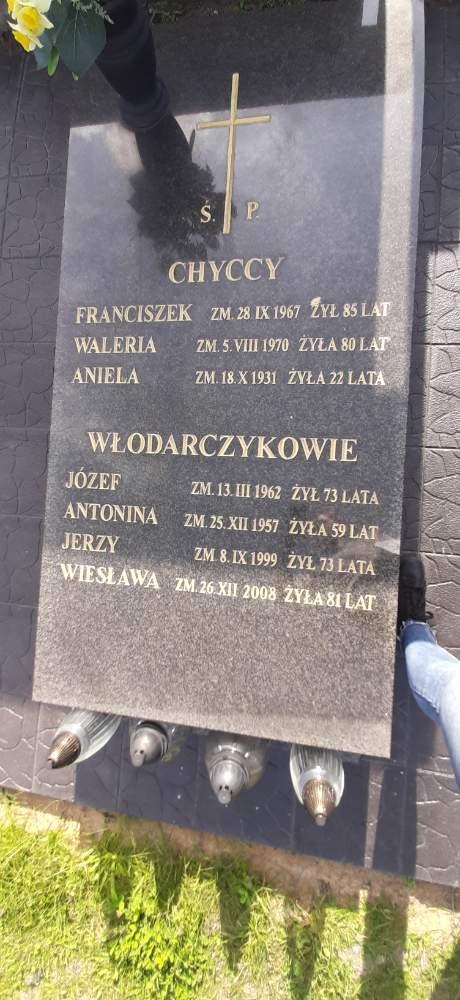 Ś. P.
CHYCCY
FRANCISZEK ZM. 28 IX 1967 ŻYŁ 85 LAT
WALERIA ZM. 5. VIII 1970 ŻYŁA 80 LAT
ANIELA ZM. 18. X 1931 ŻYŁA 22 LATA
WŁODARCZYKOWIE
JÓZEF ZM. 13. III 1962 ŻYŁ 73 LATA
ANTONINA ZM. 25. XII 1957 ŻYŁA 59 LAT
JERZY ZM. 8. IX 1999 ŻYŁ 73 LATA
WIESŁAWA ZM. 26. XII 2008 ŻYŁA 81 LAT